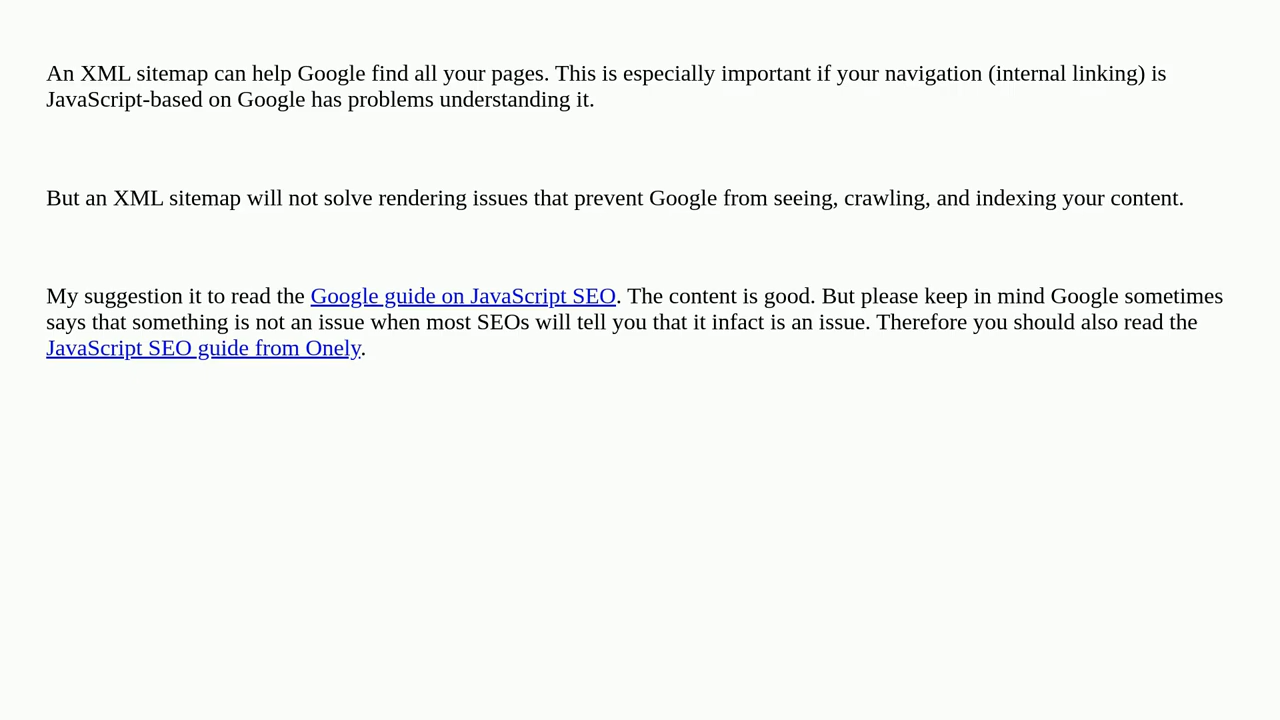 An XML sitemap can help Google find all your pages. This is especially important if your navigation (internal linking) is
JavaScript-based on Google has problems understanding it.
But an XML sitemap will not solve rendering issues that prevent Google from seeing, crawling, and indexing your content.
My suggestion it to read the Google guide on JavaScript SEO. The content is good. But please keep in mind Google sometimes
says that something is not an issue when most SEOs will tell you that it infact is an issue. Therefore you should also read the
JavaScript SEO guide from Onely.